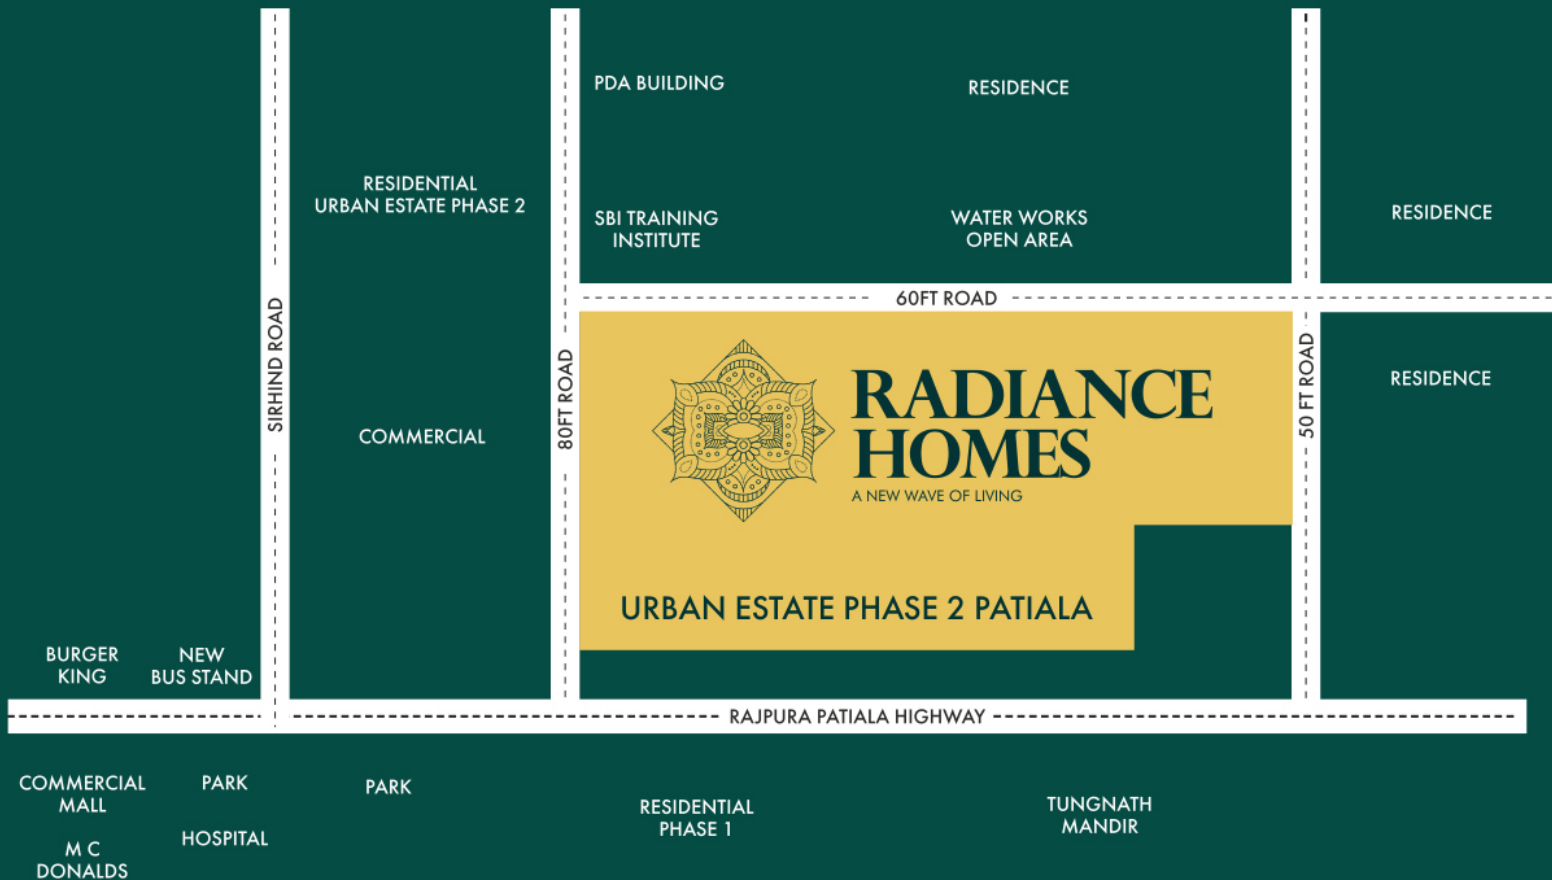 PDA BUILDING
RESIDENCE
RESIDENTIAL
URBAN ESTATE PHASE 2
SBI TRAINING
INSTITUTE
WATER WORKS
OPEN AREA
RESIDENCE
60FT ROAD
SIRHIND ROAD
80FT ROAD
50 FT ROAD
RADIANCE
HOMES
A NEW WAVE OF LIVING
RESIDENCE
COMMERCIAL
URBAN ESTATE PHASE 2 PATIALA
BURGER
KING
NEW
BUS STAND
RAJPURA PATIALA HIGHWAY
COMMERCIAL
MALL
PARK
PARK
RESIDENTIAL
PHASE 1
TUNGNATH
MANDIR
HOSPITAL
M C
DONALDS